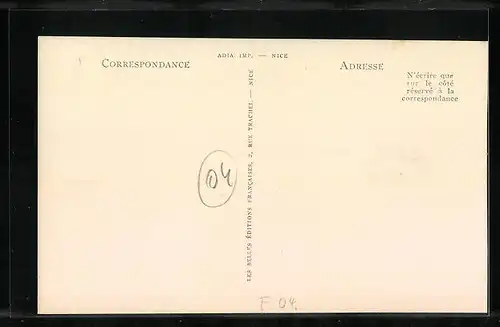 ADIA IMP. — NICE
CORRESPONDANCE
ADRESSE
N'écrire que
sur le côté
réservé à la
correspondance
LES BELLES ÉDITIONS FRANÇAISES, 2, RUE TRACHEL — NICE
04
F 04.